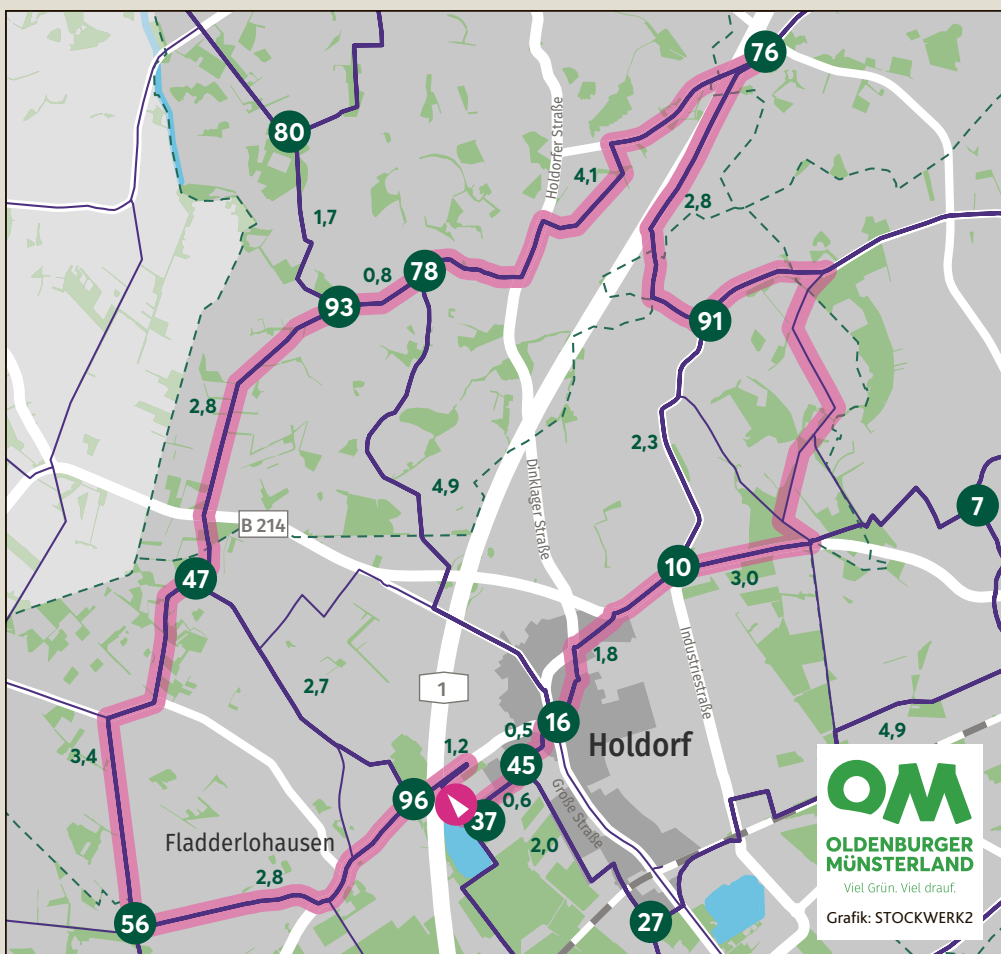 76
80
Holdorfer Straße
4,1
1,7
2,8
78
0,8
93
91
2,8
2,3
4,9
Dinklager Straße
7
B 214
10
47
3,0
1,8
Industriestraße
2,7
1
16
0,5
4,9
3,4
1,2
Holdorf
45
96
0,6
37
Große Straße
Fladderlohausen
2,0
2,8
56
27
OM
OLDENBURGER
MÜNSTERLAND
Viel Grün. Viel drauf.
Grafik: STOCKWERK2